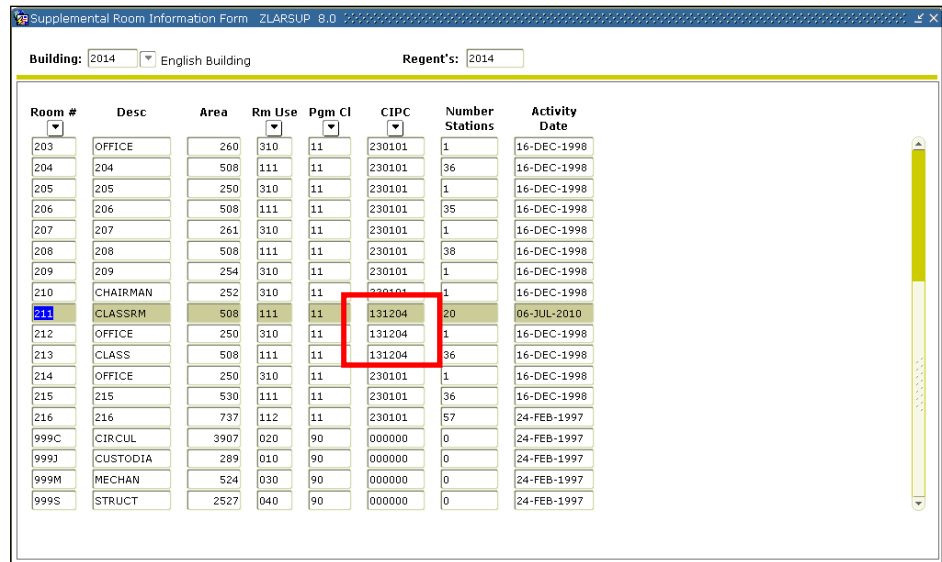 Supplemental Room Information Form ZLARSUP 8.0
Building: 2014 English Building Regent's: 2014
Room # Desc Area Rm Use Pgm Cl CIPC Number Stations Activity Date
203 OFFICE 260 310 11 230101 1 16-DEC-1998
204 204 508 111 11 230101 36 16-DEC-1998
205 205 250 310 11 230101 1 16-DEC-1998
206 206 508 111 11 230101 35 16-DEC-1998
207 207 261 310 11 230101 1 16-DEC-1998
208 208 508 111 11 230101 38 16-DEC-1998
209 209 254 310 11 230101 1 16-DEC-1998
210 CHAIRMAN 252 310 11 230101 1 16-DEC-1998
211 CLASSRM 508 111 11 131204 20 06-JUL-2010
212 OFFICE 250 310 11 131204 1 16-DEC-1998
213 CLASS 508 111 11 131204 36 16-DEC-1998
214 OFFICE 250 310 11 230101 1 16-DEC-1998
215 215 530 111 11 230101 36 16-DEC-1998
216 216 737 112 11 230101 57 24-FEB-1997
999C CIRCUL 3907 020 90 000000 0 24-FEB-1997
999J CUSTODIA 289 010 90 000000 0 24-FEB-1997
999M MECHAN 524 030 90 000000 0 24-FEB-1997
999S STRUCT 2527 040 90 000000 0 24-FEB-1997